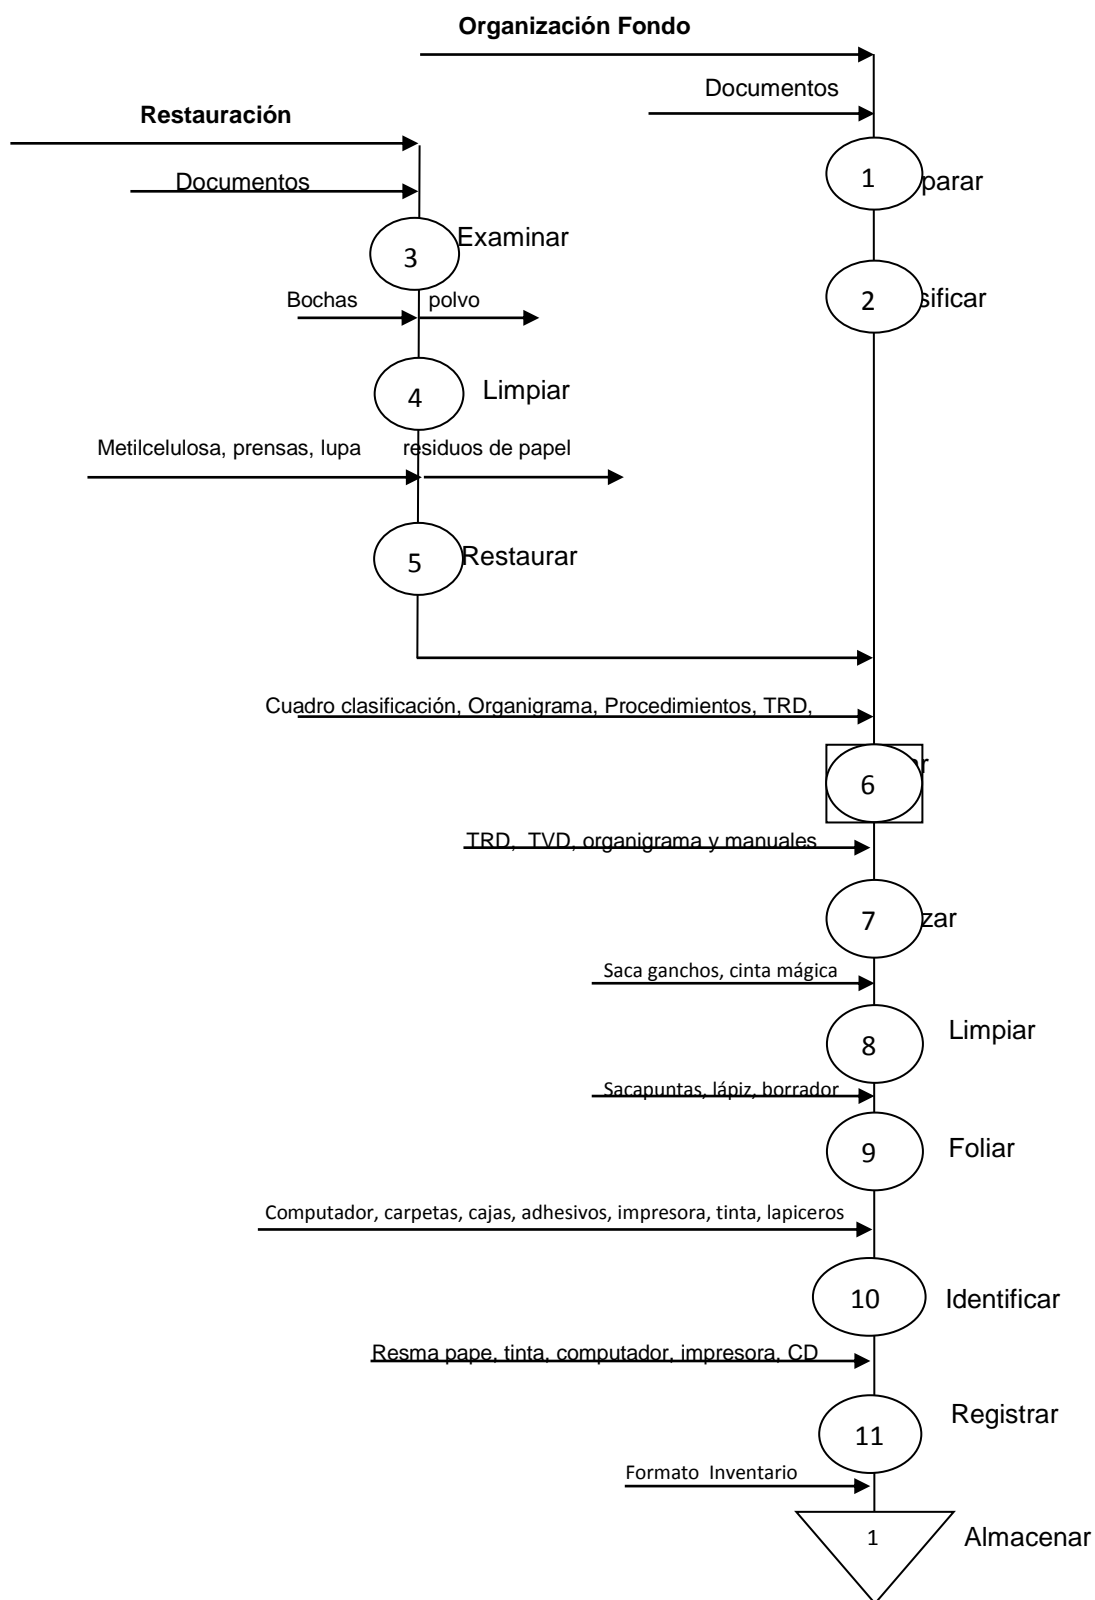 Organización Fondo
Documentos
Restauración
Documentos
1
parar
3
Examinar
2
sificar
Bochas
polvo
4
Limpiar
Metilcelulosa, prensas, lupa
residuos de papel
5
Restaurar
Cuadro clasificación, Organigrama, Procedimientos, TRD,
6
r
TRD, TVD, organigrama y manuales
7
zar
Saca ganchos, cinta mágica
8
Limpiar
Sacapuntas, lápiz, borrador
9
Foliar
Computador, carpetas, cajas, adhesivos, impresora, tinta, lapiceros
10
Identificar
Resma pape, tinta, computador, impresora, CD
11
Registrar
Formato Inventario
1
Almacenar